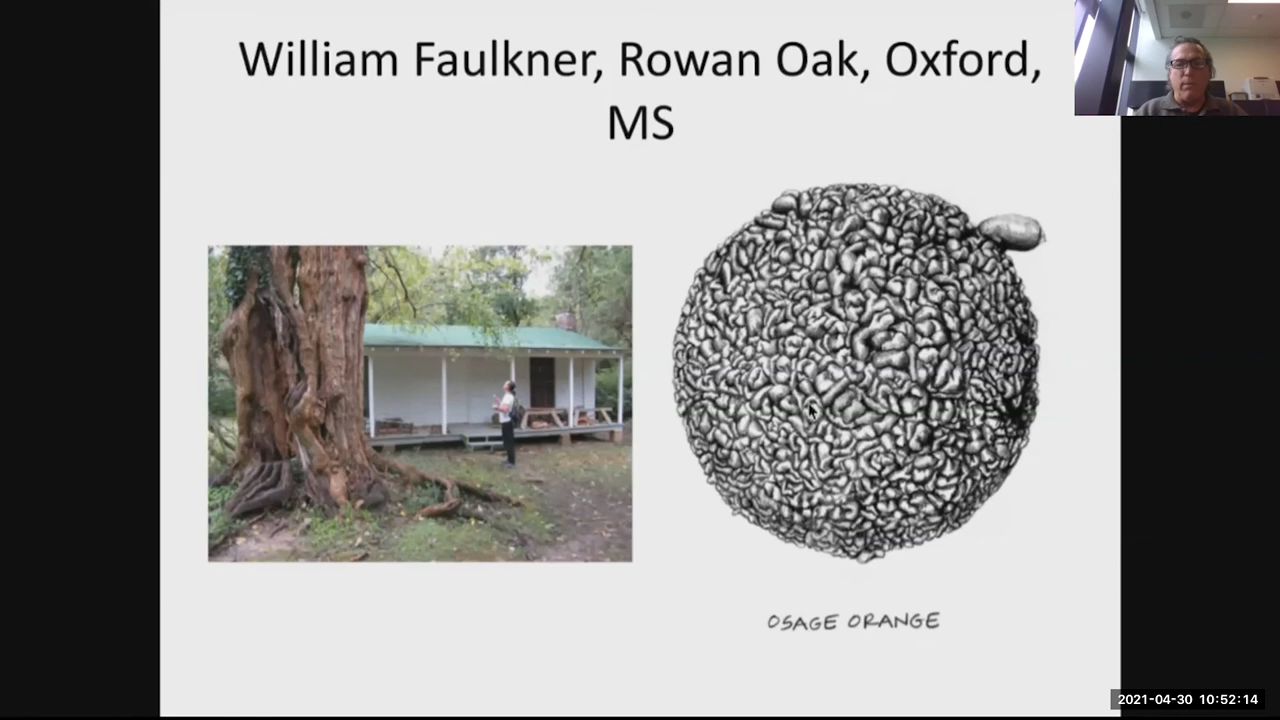 William Faulkner, Rowan Oak, Oxford,
MS
OSAGE ORANGE
2021-04-30 10:52:14